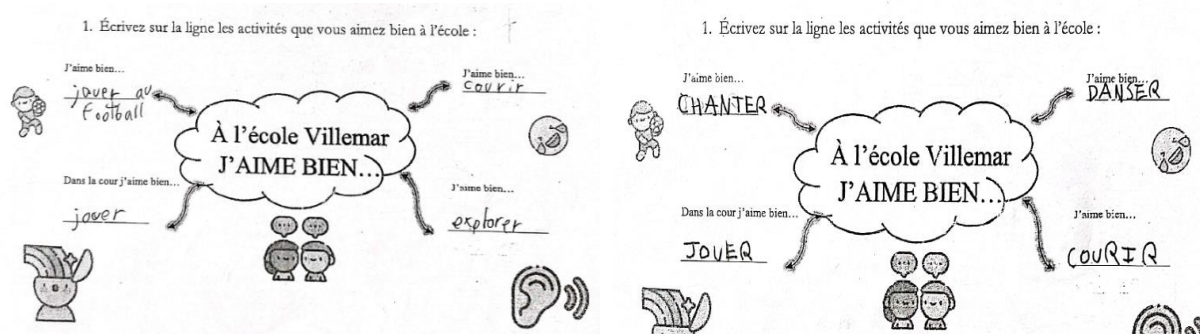 1. Écrivez sur la ligne les activités que vous aimez bien à l'école :
J'aime bien...
jouer au
football
J'aime bien...
courir
À l'école Villemar
J'AIME BIEN...
Dans la cour j'aime bien...
jouer
J'aime bien...
explorer
1. Écrivez sur la ligne les activités que vous aimez bien à l'école :
J'aime bien...
CHANTER
J'aime bien...
DANSER
À l'école Villemar
J'AIME BIEN...
Dans la cour j'aime bien...
JOUER
J'aime bien...
COURIR